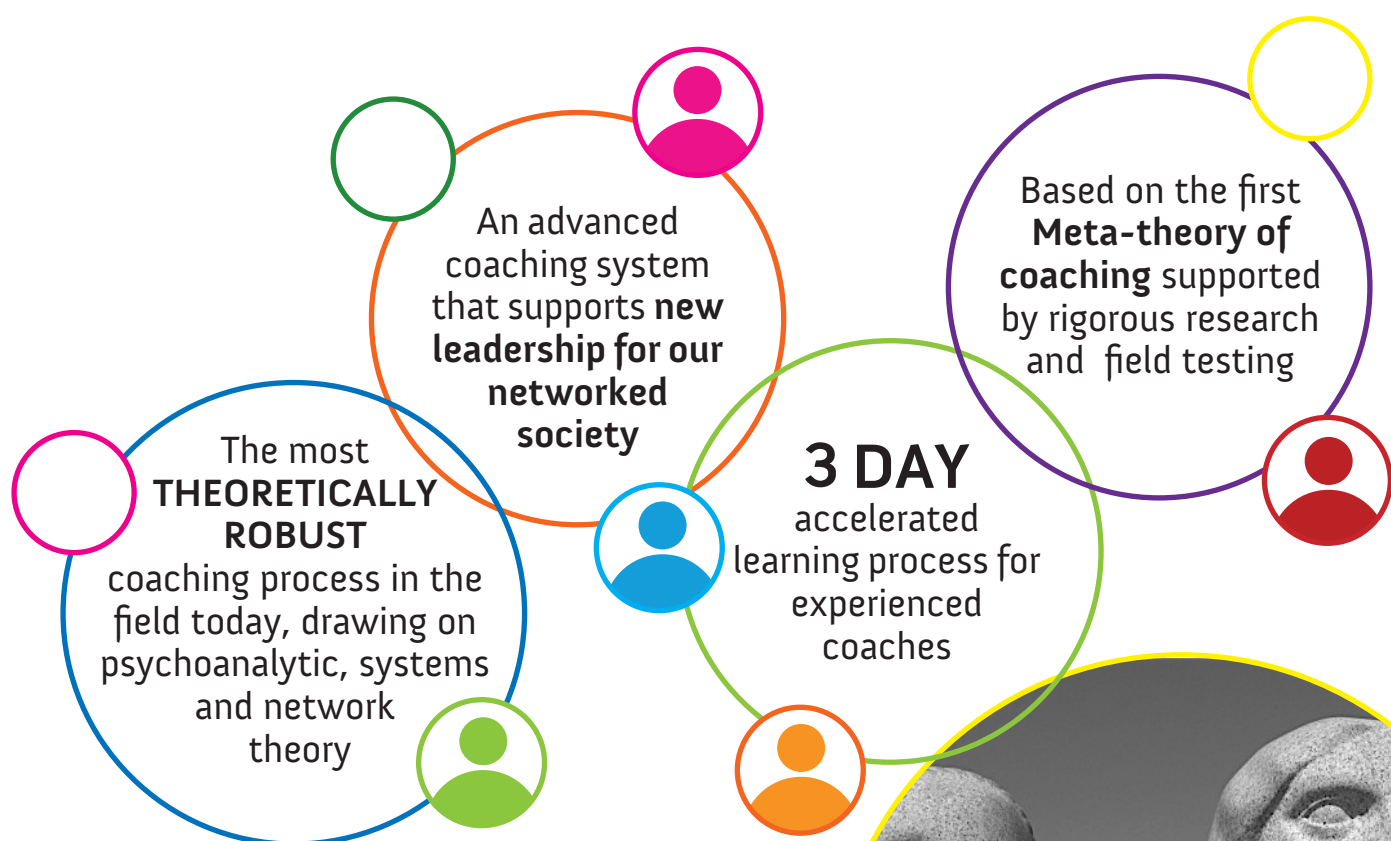 The most
THEORETICALLY
ROBUST
coaching process in the
field today, drawing on
psychoanalytic, systems
and network
theory
An advanced
coaching system
that supports new
leadership for our
networked
society
3 DAY
accelerated
learning process for
experienced
coaches
Based on the first
Meta-theory of
coaching supported
by rigorous research
and field testing